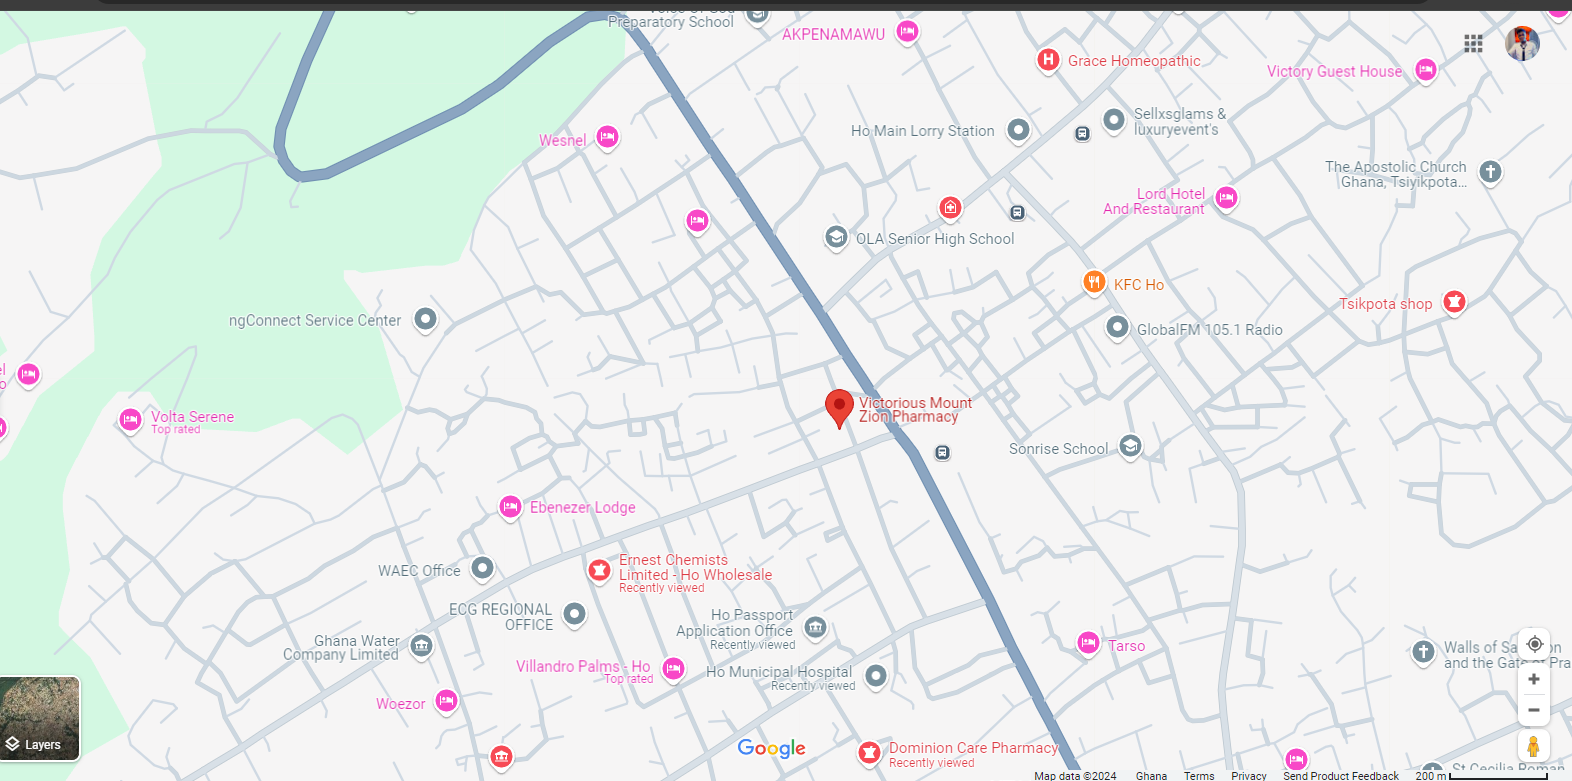 Preparatory School
AKPENAMAWU
Grace Homeopathic
Victory Guest House
Wesnel
Ho Main Lorry Station
Sellxsglams &
luxuryevent's
The Apostolic Church
Ghana, Tsiyikpota...
Lord Hotel
And Restaurant
OLA Senior High School
KFC Ho
Tsikpota shop
ngConnect Service Center
GlobalFM 105.1 Radio
Volta Serene
Top rated
Victorious Mount
Zion Pharmacy
Sonrise School
Ebenezer Lodge
WAEC Office
Ernest Chemists
Limited - Ho Wholesale
Recently viewed
ECG REGIONAL
OFFICE
Ho Passport
Application Office
Recently viewed
Ghana Water
Company Limited
Villandro Palms - Ho
Top rated
Ho Municipal Hospital
Recently viewed
Tarso
Walls of
and the Gate of Pra
Woezor
Layers
Google
Dominion Care Pharmacy
Recently viewed
St Cecilia Roman
Map data ©2024 Ghana Terms Privacy Send Product Feedback 200 m